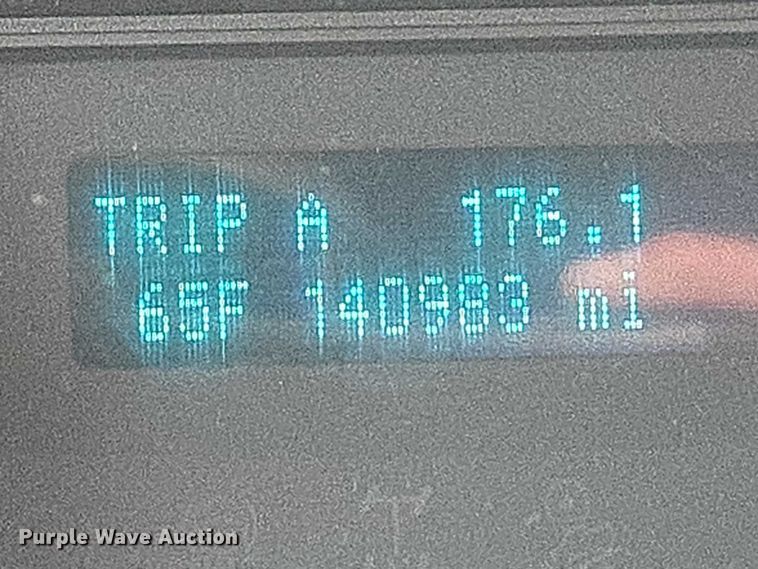 TRIP A 176.1
65F 140983 mi
Purple Wave Auction